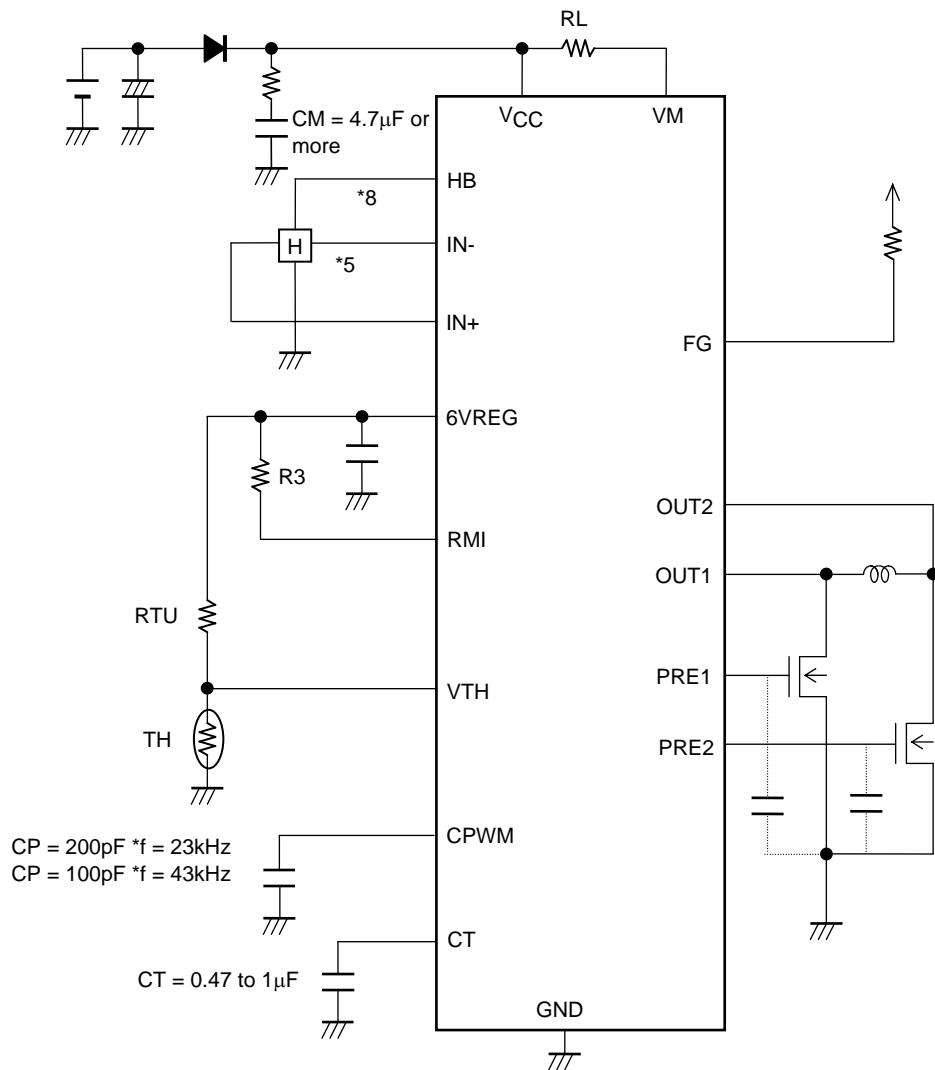 RL
VCC
VM
CM = 4.7μF or
more
HB
*8
H
IN-
*5
IN+
FG
6VREG
R3
OUT2
RMI
OUT1
RTU
PRE1
VTH
TH
PRE2
CPWM
CP = 200pF *f = 23kHz
CP = 100pF *f = 43kHz
CT
CT = 0.47 to 1μF
GND